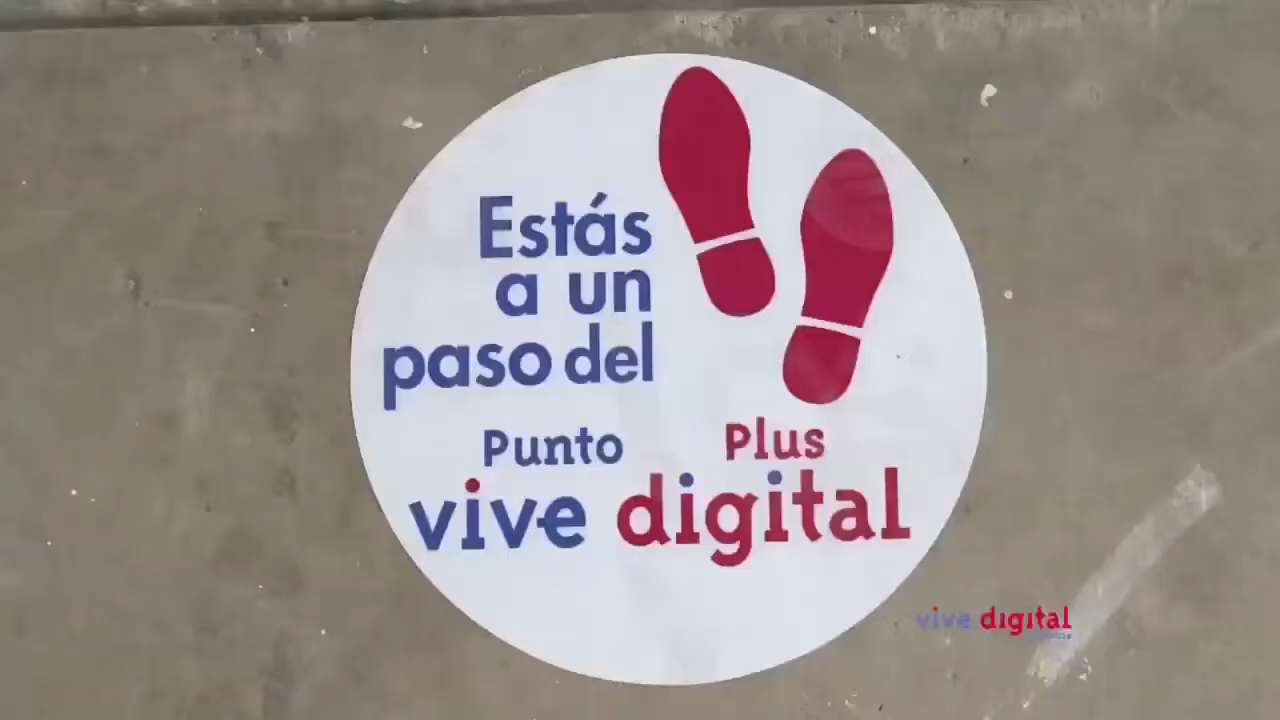 Estás
a un
paso del
Punto Plus
vive digital
vive digital